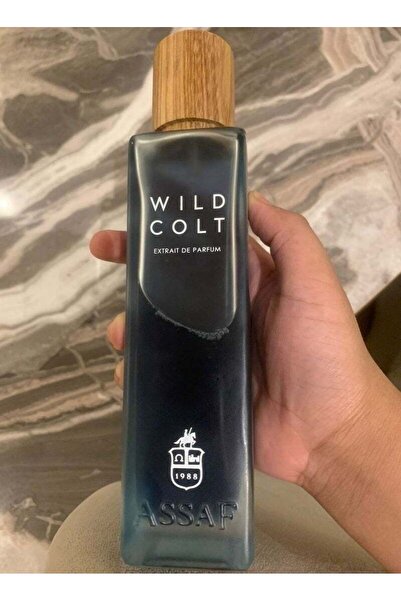 WILD
COLT
EXTRAIT DE PARFUM
Ω
1988
ASSAF